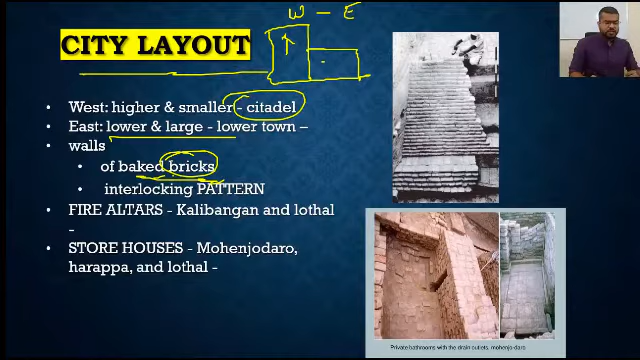 W - E
CITY LAYOUT
West: higher & smaller - citadel
East: lower & large - lower town –
walls
of baked bricks
interlocking PATTERN
FIRE ALTARS - Kalibangan and lothal
-
STORE HOUSES - Mohenjodaro,
harappa, and lothal -
Private bathrooms with the drain outlets, mohenjo-daro